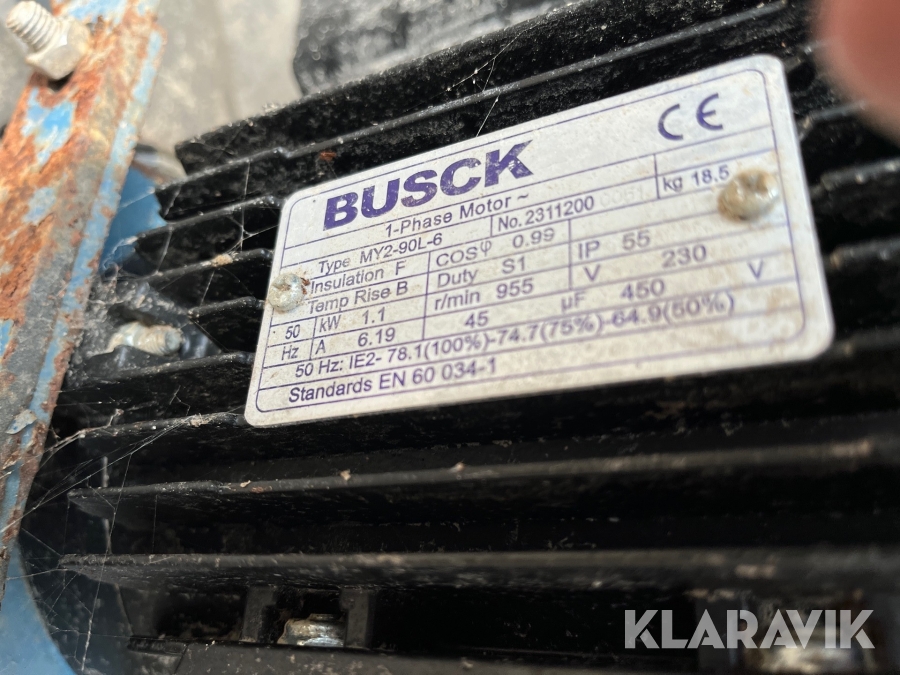 BUSCK
CE
1-Phase Motor ~
Type MY2-90L-6 No. 2311200 kg 18.5
Insulation F COSφ 0.99 IP 55
Temp Rise B Duty S1 V 230
50 kW 1.1 r/min 955
Hz A 6.19 45 µF 450 V
50 Hz: IE2- 78.1(100%)-74.7(75%)-64.9(50%)
Standards EN 60 034-1
KLARAVIK